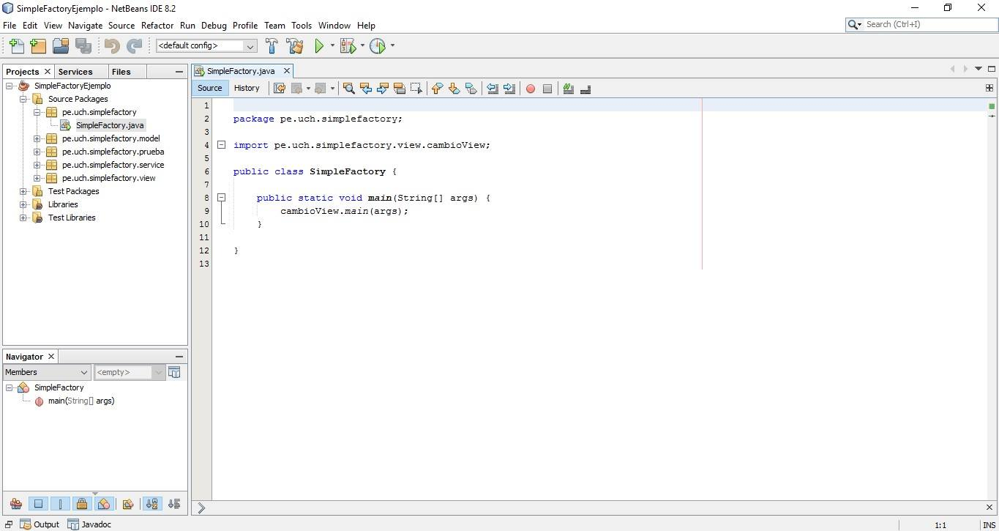 SimpleFactoryEjemplo - NetBeans IDE 8.2
File Edit View Navigate Source Refactor Run Debug Profile Team Tools Window Help
Search (Ctrl+I)
<default config>
Projects Services Files
SimpleFactoryEjemplo
Source Packages
pe.uch.simplefactory
SimpleFactory.java
pe.uch.simplefactory.model
pe.uch.simplefactory.prueba
pe.uch.simplefactory.service
pe.uch.simplefactory.view
Test Packages
Libraries
Test Libraries
Navigator
Members <empty>
SimpleFactory
main(String[] args)
SimpleFactory.java
Source History
1
2 package pe.uch.simplefactory;
3
4 import pe.uch.simplefactory.view.cambioView;
5
6 public class SimpleFactory {
7
8 public static void main(String[] args) {
9 cambioView.main(args);
10 }
11
12 }
13
Output Javadoc
1:1 INS